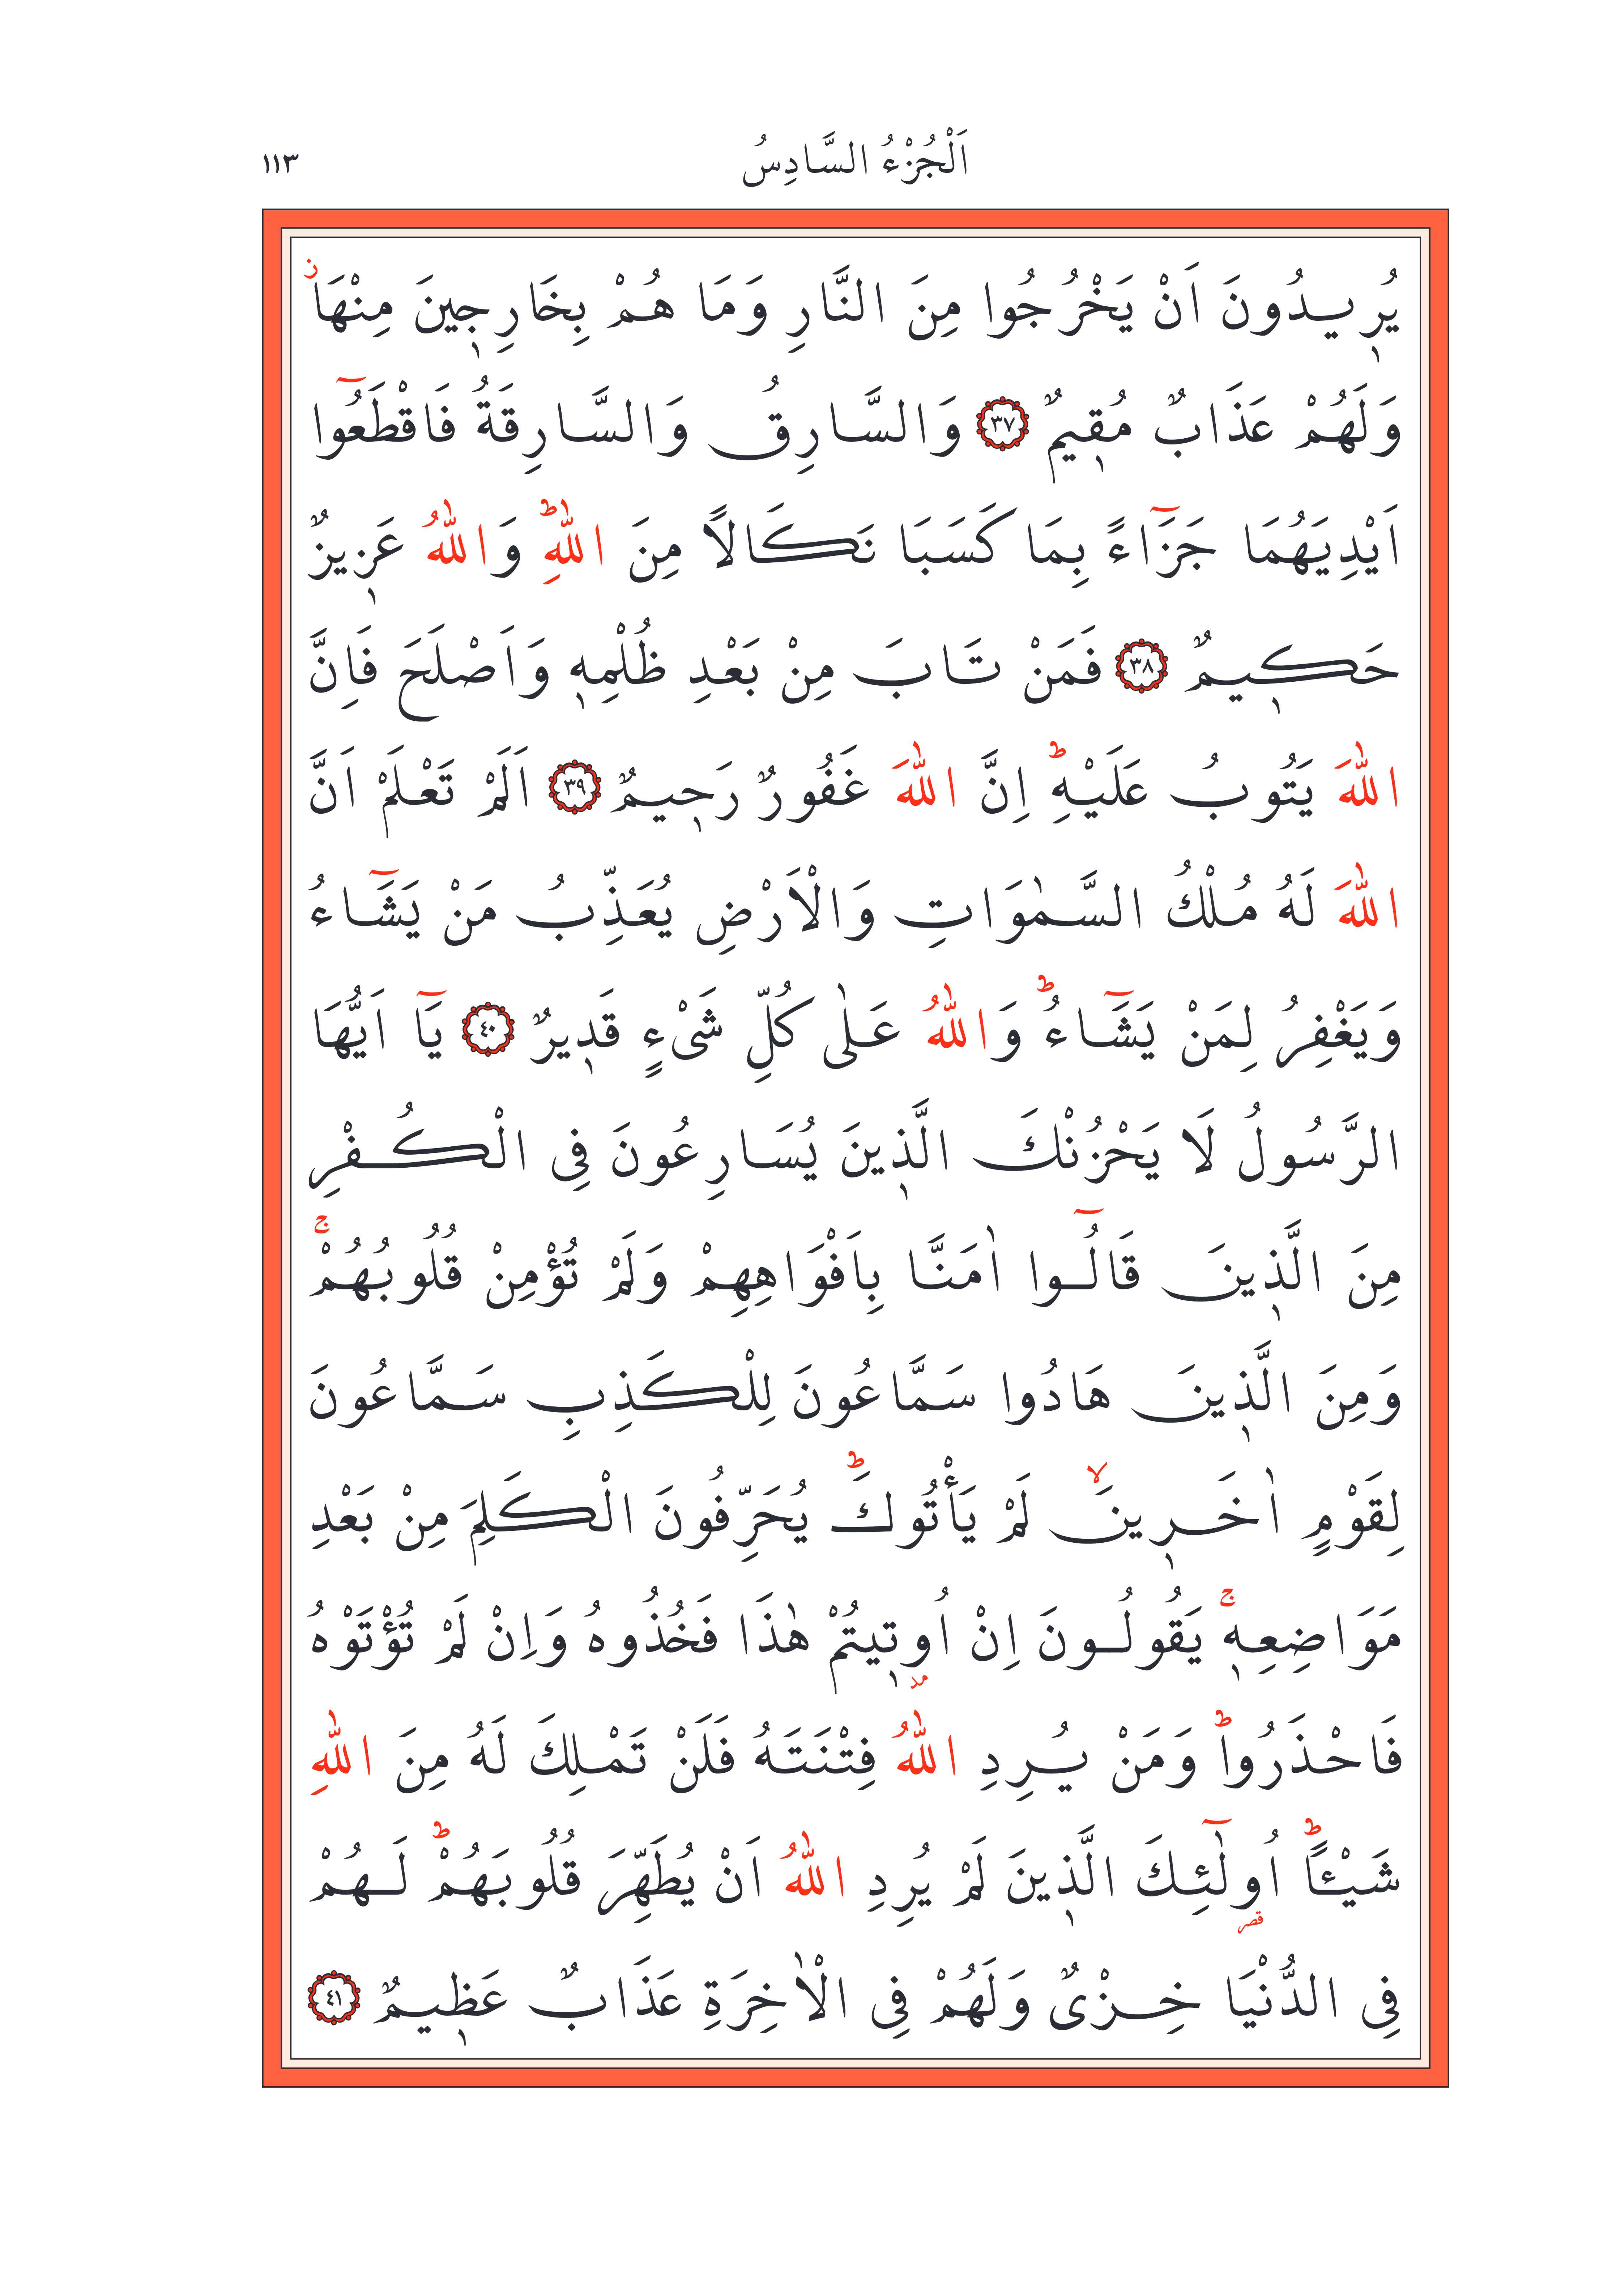 اَلْجُزْءُ السَّادِسُ ١١٣
يُر۪يدُونَ اَنْ يَخْرُجُوا مِنَ النَّارِ وَمَا هُمْ بِخَارِج۪ينَ مِنْهَاۘ
وَلَهُمْ عَذَابٌ مُق۪يمٌ ﴿٣٧﴾ وَالسَّارِقُ وَالسَّارِقَةُ فَاقْطَعُٓوا
اَيْدِيَهُمَا جَزَٓاءً بِمَا كَسَبَا نَكَالًا مِنَ اللّٰهِۜ وَاللّٰهُ عَز۪يزٌ
حَك۪يمٌ ﴿٣٨﴾ فَمَنْ تَابَ مِنْ بَعْدِ ظُلْمِه۪ وَاَصْلَحَ فَاِنَّ
اللّٰهَ يَتُوبُ عَلَيْهِۜ اِنَّ اللّٰهَ غَفُورٌ رَح۪يمٌ ﴿٣٩﴾ اَلَمْ تَعْلَمْ اَنَّ
اللّٰهَ لَهُ مُلْكُ السَّمٰوَاتِ وَالْاَرْضِ يُعَذِّبُ مَنْ يَشَٓاءُ
وَيَغْفِرُ لِمَنْ يَشَٓاءُۜ وَاللّٰهُ عَلٰى كُلِّ شَىْءٍ قَد۪يرٌ ﴿٤٠﴾ يَٓا اَيُّهَا
الرَّسُولُ لَا يَحْزُنْكَ الَّذ۪ينَ يُسَارِعُونَ فِى الْكُفْرِ
مِنَ الَّذ۪ينَ قَالُٓوا اٰمَنَّا بِاَفْوَاهِهِمْ وَلَمْ تُؤْمِنْ قُلُوبُهُمْۚ
وَمِنَ الَّذ۪ينَ هَادُوا سَمَّاعُونَ لِلْكَذِبِ سَمَّاعُونَ
لِقَوْمٍ اٰخَر۪ينَۙ لَمْ يَأْتُوكَۜ يُحَرِّفُونَ الْكَلِمَ مِنْ بَعْدِ
مَوَاضِعِه۪ۚ يَقُولُونَ اِنْ اُو۫ت۪يتُمْ هٰذَا فَخُذُوهُ وَاِنْ لَمْ تُؤْتَوْهُ
فَاحْذَرُواۜ وَمَنْ يُرِدِ اللّٰهُ فِتْنَتَهُ فَلَنْ تَمْلِكَ لَهُ مِنَ اللّٰهِ
شَيْـًٔاۜ اُو۬لٰٓئِكَ الَّذ۪ينَ لَمْ يُرِدِ اللّٰهُ اَنْ يُطَهِّرَ قُلُوبَهُمْۜ لَهُمْ
فِى الدُّنْيَا خِزْىٌ وَلَهُمْ فِى الْاٰخِرَةِ عَذَابٌ عَظ۪يمٌ ﴿٤١﴾